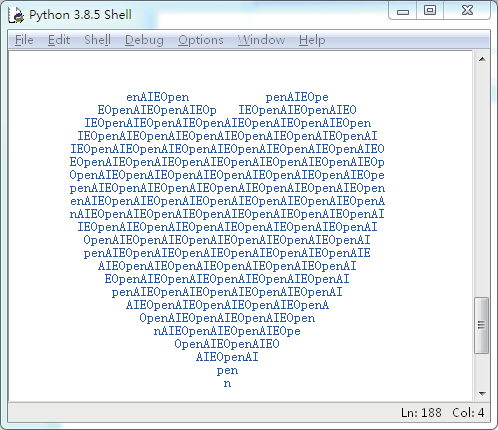 Python 3.8.5 Shell
File Edit Shell Debug Options Window Help
enAIEOpen penAIEOpe
EOpenAIEOpenAIEOp IEOpenAIEOpenAIEO
IEOpenAIEOpenAIEOpenAIEOpenAIEOpenAIEOpen
IEOpenAIEOpenAIEOpenAIEOpenAIEOpenAIEOpenAI
IEOpenAIEOpenAIEOpenAIEOpenAIEOpenAIEOpenAIEO
EOpenAIEOpenAIEOpenAIEOpenAIEOpenAIEOpenAIEOp
OpenAIEOpenAIEOpenAIEOpenAIEOpenAIEOpenAIEOpe
penAIEOpenAIEOpenAIEOpenAIEOpenAIEOpenAIEOpen
enAIEOpenAIEOpenAIEOpenAIEOpenAIEOpenAIEOpenA
nAIEOpenAIEOpenAIEOpenAIEOpenAIEOpenAIEOpenAI
IEOpenAIEOpenAIEOpenAIEOpenAIEOpenAIEOpenAI
OpenAIEOpenAIEOpenAIEOpenAIEOpenAIEOpenAI
penAIEOpenAIEOpenAIEOpenAIEOpenAIEOpenAIE
AIEOpenAIEOpenAIEOpenAIEOpenAIEOpenAI
EOpenAIEOpenAIEOpenAIEOpenAIEOpenAI
penAIEOpenAIEOpenAIEOpenAIEOpenAI
AIEOpenAIEOpenAIEOpenAIEOpenA
OpenAIEOpenAIEOpenAIEOpen
nAIEOpenAIEOpenAIEOpe
OpenAIEOpenAIEO
AIEOpenAI
pen
n
Ln: 188 Col: 4